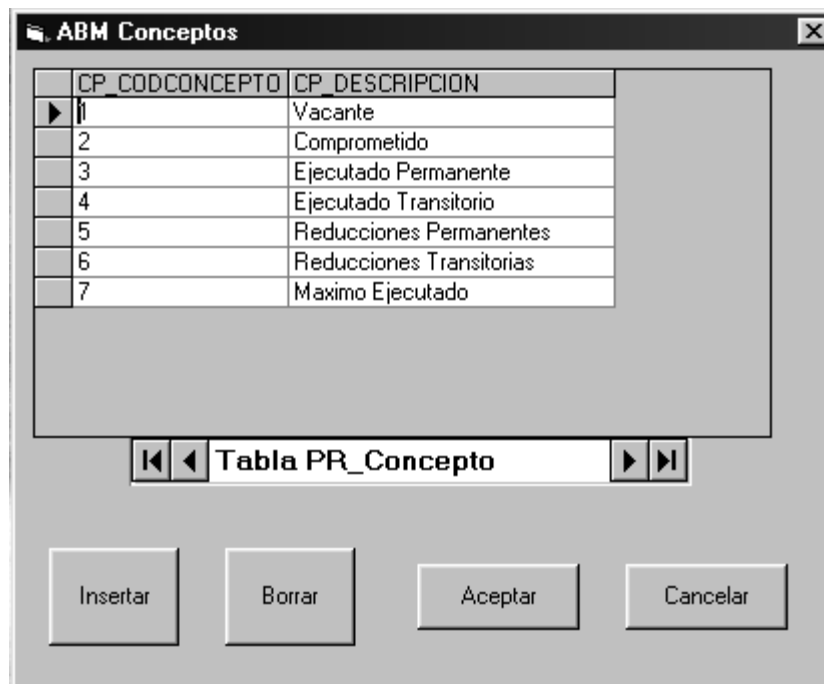 ABM Conceptos
CP_CODCONCEPTO CP_DESCRIPCION
1 Vacante
2 Comprometido
3 Ejecutado Permanente
4 Ejecutado Transitorio
5 Reducciones Permanentes
6 Reducciones Transitorias
7 Maximo Ejecutado
Tabla PR_Concepto
Insertar Borrar Aceptar Cancelar